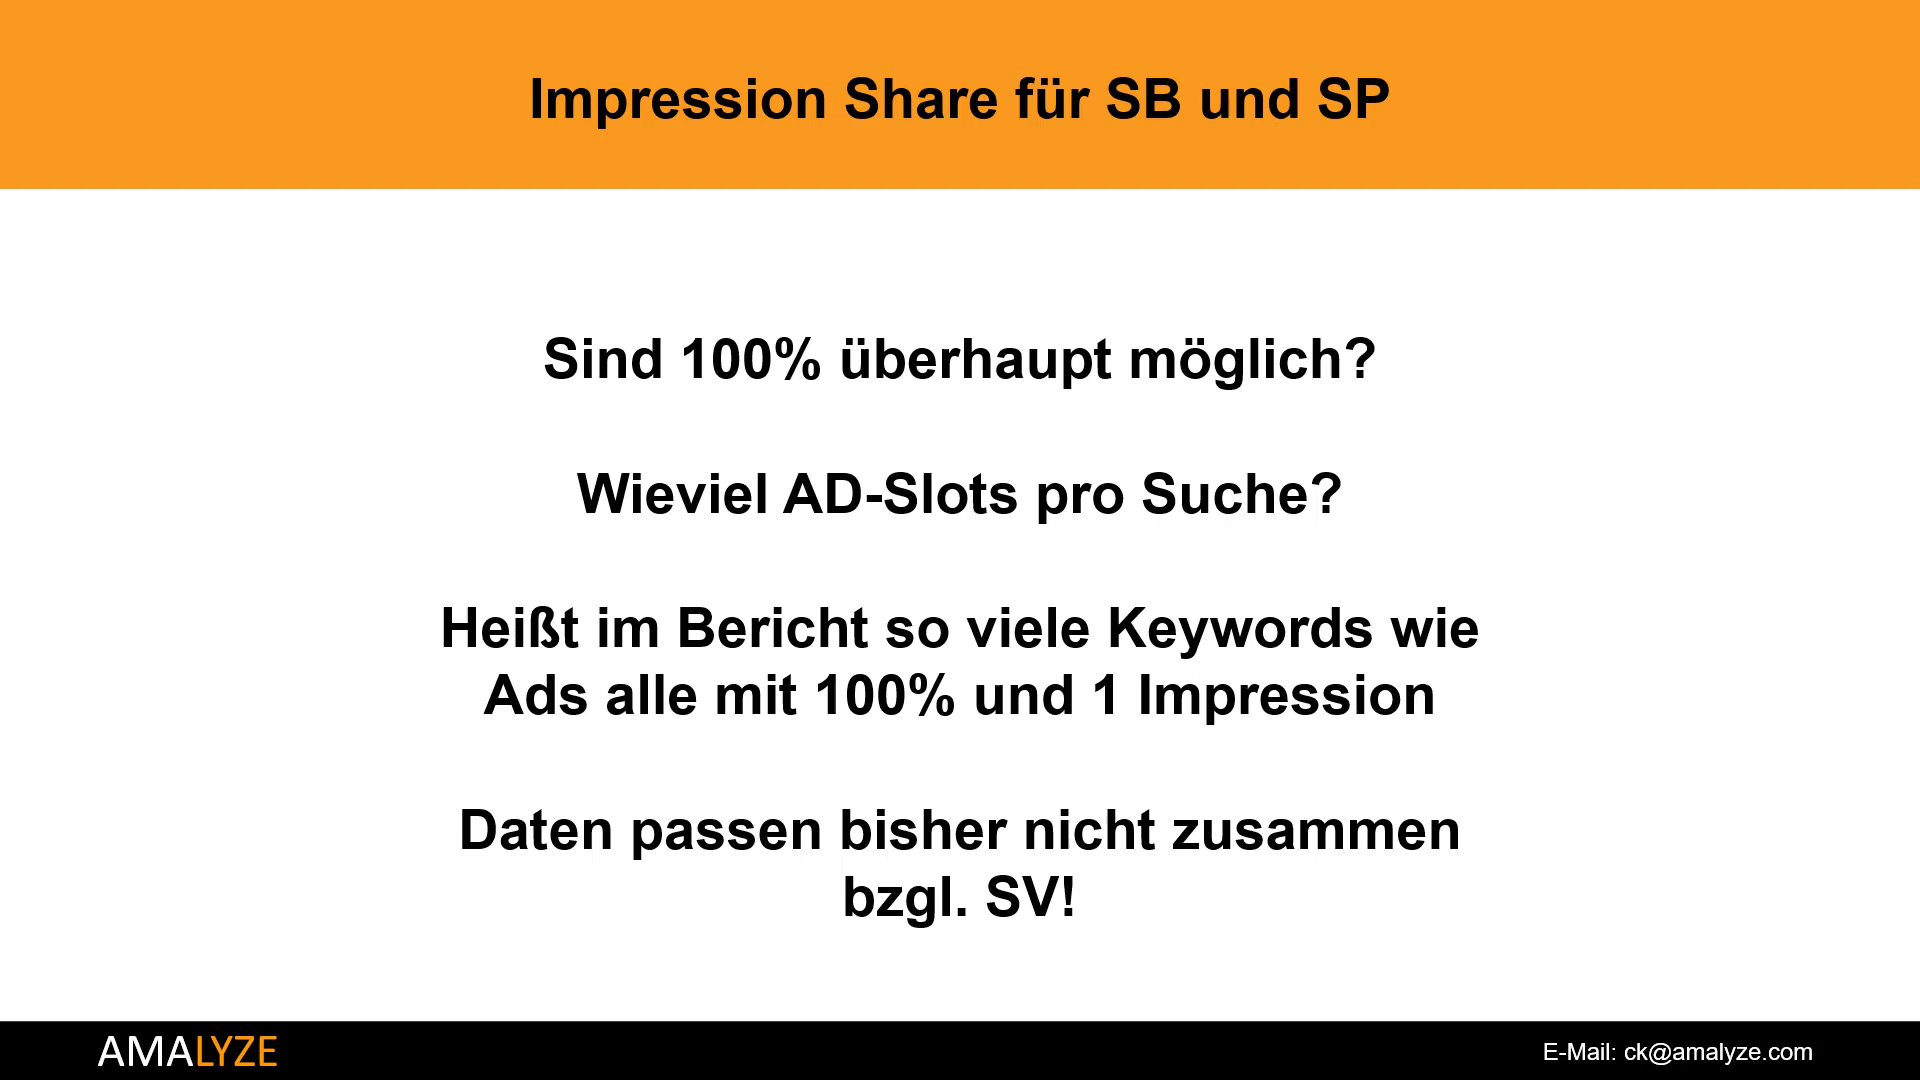 Impression Share für SB und SP
Sind 100% überhaupt möglich?
Wieviel AD-Slots pro Suche?
Heißt im Bericht so viele Keywords wie
Ads alle mit 100% und 1 Impression
Daten passen bisher nicht zusammen
bzgl. SV!
AMALYZE
E-Mail: ck@amalyze.com